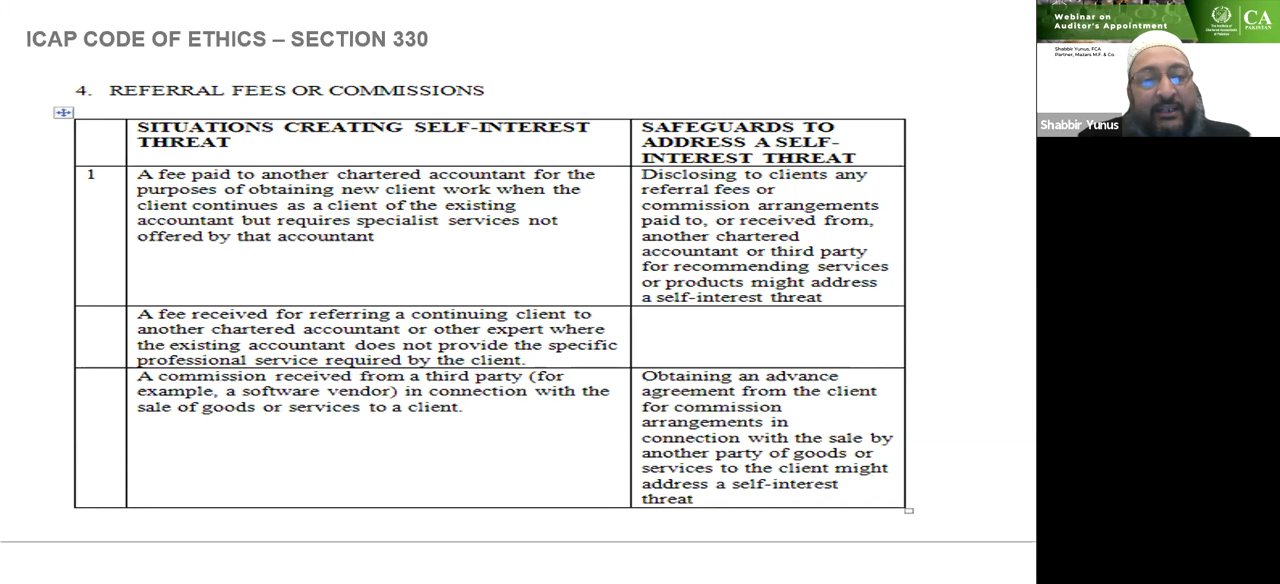 ICAP CODE OF ETHICS – SECTION 330
4. REFERRAL FEES OR COMMISSIONS
SITUATIONS CREATING SELF-INTEREST
THREAT
SAFEGUARDS TO
ADDRESS A SELF-
INTEREST THREAT
1
A fee paid to another chartered accountant for the
purposes of obtaining new client work when the
client continues as a client of the existing
accountant but requires specialist services not
offered by that accountant
Disclosing to clients any
referral fees or
commission arrangements
paid to, or received from,
another chartered
accountant or third party
for recommending services
or products might address
a self-interest threat
A fee received for referring a continuing client to
another chartered accountant or other expert where
the existing accountant does not provide the specific
professional service required by the client.
A commission received from a third party (for
example, a software vendor) in connection with the
sale of goods or services to a client.
Obtaining an advance
agreement from the client
for commission
arrangements in
connection with the sale by
another party of goods or
services to the client might
address a self-interest
threat
Webinar on
Auditor's Appointment
CA
PAKISTAN
Shabbir Yunus, FCA
Partner, Mazars M.F. & Co.
Shabbir Yunus